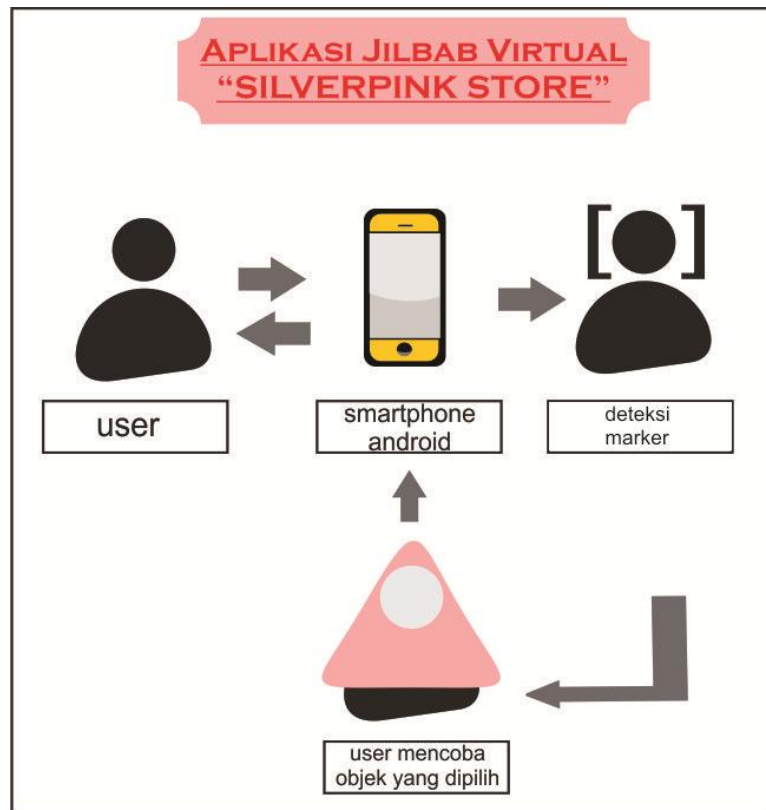 APLIKASI JILBAB VIRTUAL
“SILVERPINK STORE”
user
smartphone
android
deteksi
marker
user mencoba
objek yang dipilih